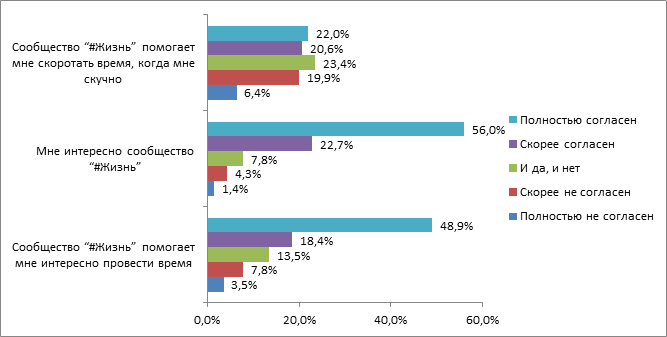 Сообщество “#Жизнь” помогает
мне скоротать время, когда мне
скучно
22,0%
20,6%
23,4%
19,9%
6,4%
Мне интересно сообщество
“#Жизнь”
56,0%
22,7%
7,8%
4,3%
1,4%
Сообщество “#Жизнь” помогает
мне интересно провести время
48,9%
18,4%
13,5%
7,8%
3,5%
0,0%
20,0%
40,0%
60,0%
Полностью согласен
Скорее согласен
И да, и нет
Скорее не согласен
Полностью не согласен